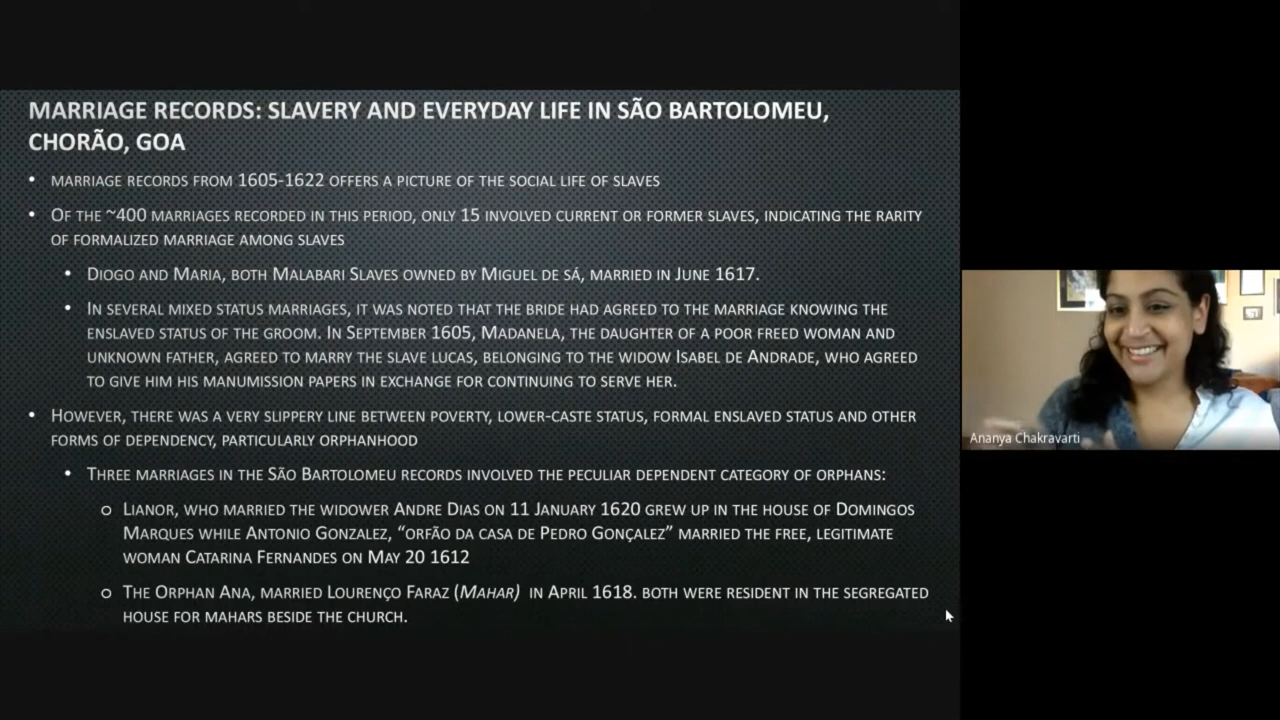 MARRIAGE RECORDS: SLAVERY AND EVERYDAY LIFE IN SÃO BARTOLOMEU,
CHORÃO, GOA
• MARRIAGE RECORDS FROM 1605-1622 OFFERS A PICTURE OF THE SOCIAL LIFE OF SLAVES
• OF THE ~400 MARRIAGES RECORDED IN THIS PERIOD, ONLY 15 INVOLVED CURRENT OR FORMER SLAVES, INDICATING THE RARITY
OF FORMALIZED MARRIAGE AMONG SLAVES
• DIOGO AND MARIA, BOTH MALABARI SLAVES OWNED BY MIGUEL DE SÁ, MARRIED IN JUNE 1617.
• IN SEVERAL MIXED STATUS MARRIAGES, IT WAS NOTED THAT THE BRIDE HAD AGREED TO THE MARRIAGE KNOWING THE
ENSLAVED STATUS OF THE GROOM. IN SEPTEMBER 1605, MADANELA, THE DAUGHTER OF A POOR FREED WOMAN AND
UNKNOWN FATHER, AGREED TO MARRY THE SLAVE LUCAS, BELONGING TO THE WIDOW ISABEL DE ANDRADE, WHO AGREED
TO GIVE HIM HIS MANUMISSION PAPERS IN EXCHANGE FOR CONTINUING TO SERVE HER.
• HOWEVER, THERE WAS A VERY SLIPPERY LINE BETWEEN POVERTY, LOWER-CASTE STATUS, FORMAL ENSLAVED STATUS AND OTHER
FORMS OF DEPENDENCY, PARTICULARLY ORPHANHOOD
• THREE MARRIAGES IN THE SÃO BARTOLOMEU RECORDS INVOLVED THE PECULIAR DEPENDENT CATEGORY OF ORPHANS:
o LIANOR, WHO MARRIED THE WIDOWER ANDRE DIAS ON 11 JANUARY 1620 GREW UP IN THE HOUSE OF DOMINGOS
MARQUES WHILE ANTONIO GONZALEZ, “ORFÃO DA CASA DE PEDRO GONÇALEZ” MARRIED THE FREE, LEGITIMATE
WOMAN CATARINA FERNANDES ON MAY 20 1612
o THE ORPHAN ANA, MARRIED LOURENÇO FARAZ (MAHAR) IN APRIL 1618. BOTH WERE RESIDENT IN THE SEGREGATED
HOUSE FOR MAHARS BESIDE THE CHURCH.
Ananya Chakravarti